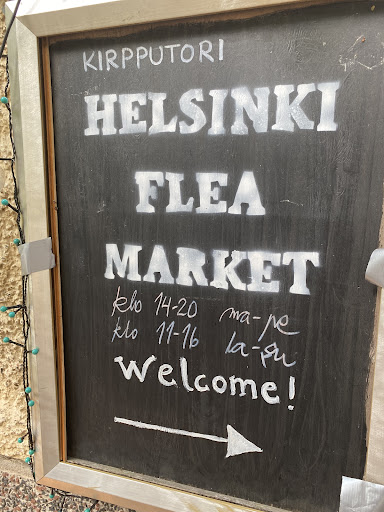 KIRPPUTORI
HELSINKI
FLEA
MARKET
klo 14-20 ma-pe
klo 11-16 la-su
Welcome!